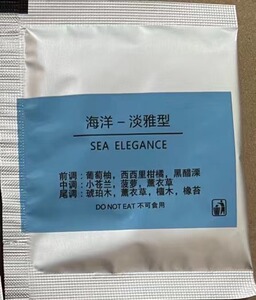 海洋 – 淡雅型
SEA ELEGANCE
前调：葡萄柚，西西里柑橘，黑醋深
中调：小苍兰，菠萝，薰衣草
尾调：琥珀木，薰衣草，檀木，橡苔
DO NOT EAT 不可食用